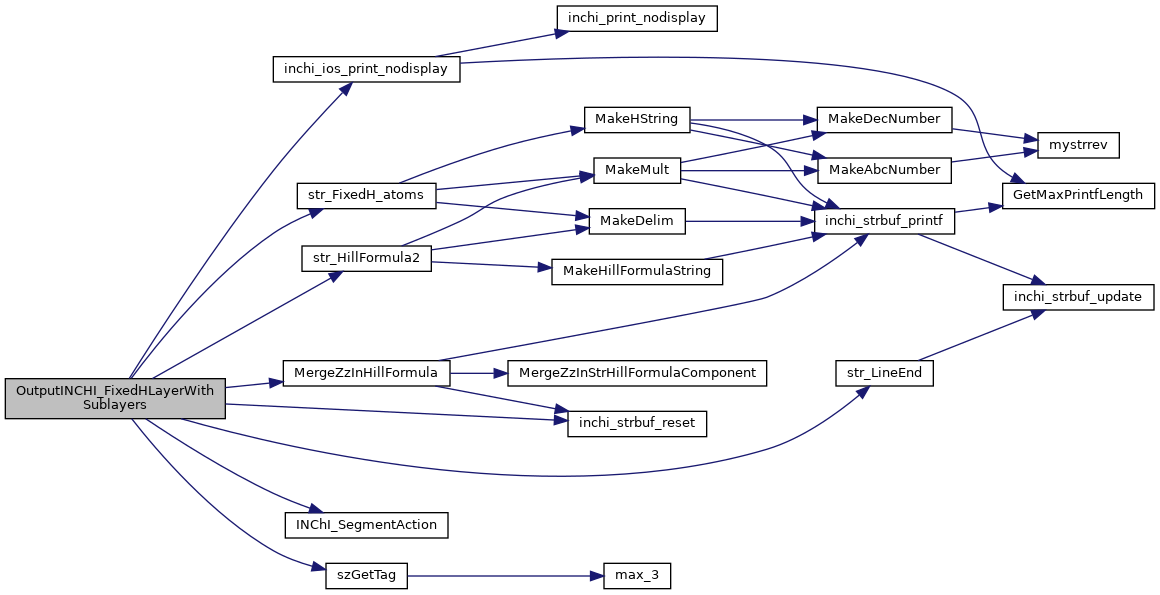 inchi_print_nodisplay
inchi_ios_print_nodisplay
MakeHString
MakeDecNumber
mystrrev
MakeMult
MakeAbcNumber
str_FixedH_atoms
GetMaxPrintfLength
MakeDelim
inchi_strbuf_printf
str_HillFormula2
MakeHillFormulaString
inchi_strbuf_update
MergeZzInHillFormula
MergeZzInStrHillFormulaComponent
str_LineEnd
OutputINCHI_FixedHLayerWith
Sublayers
inchi_strbuf_reset
INChI_SegmentAction
szGetTag
max_3